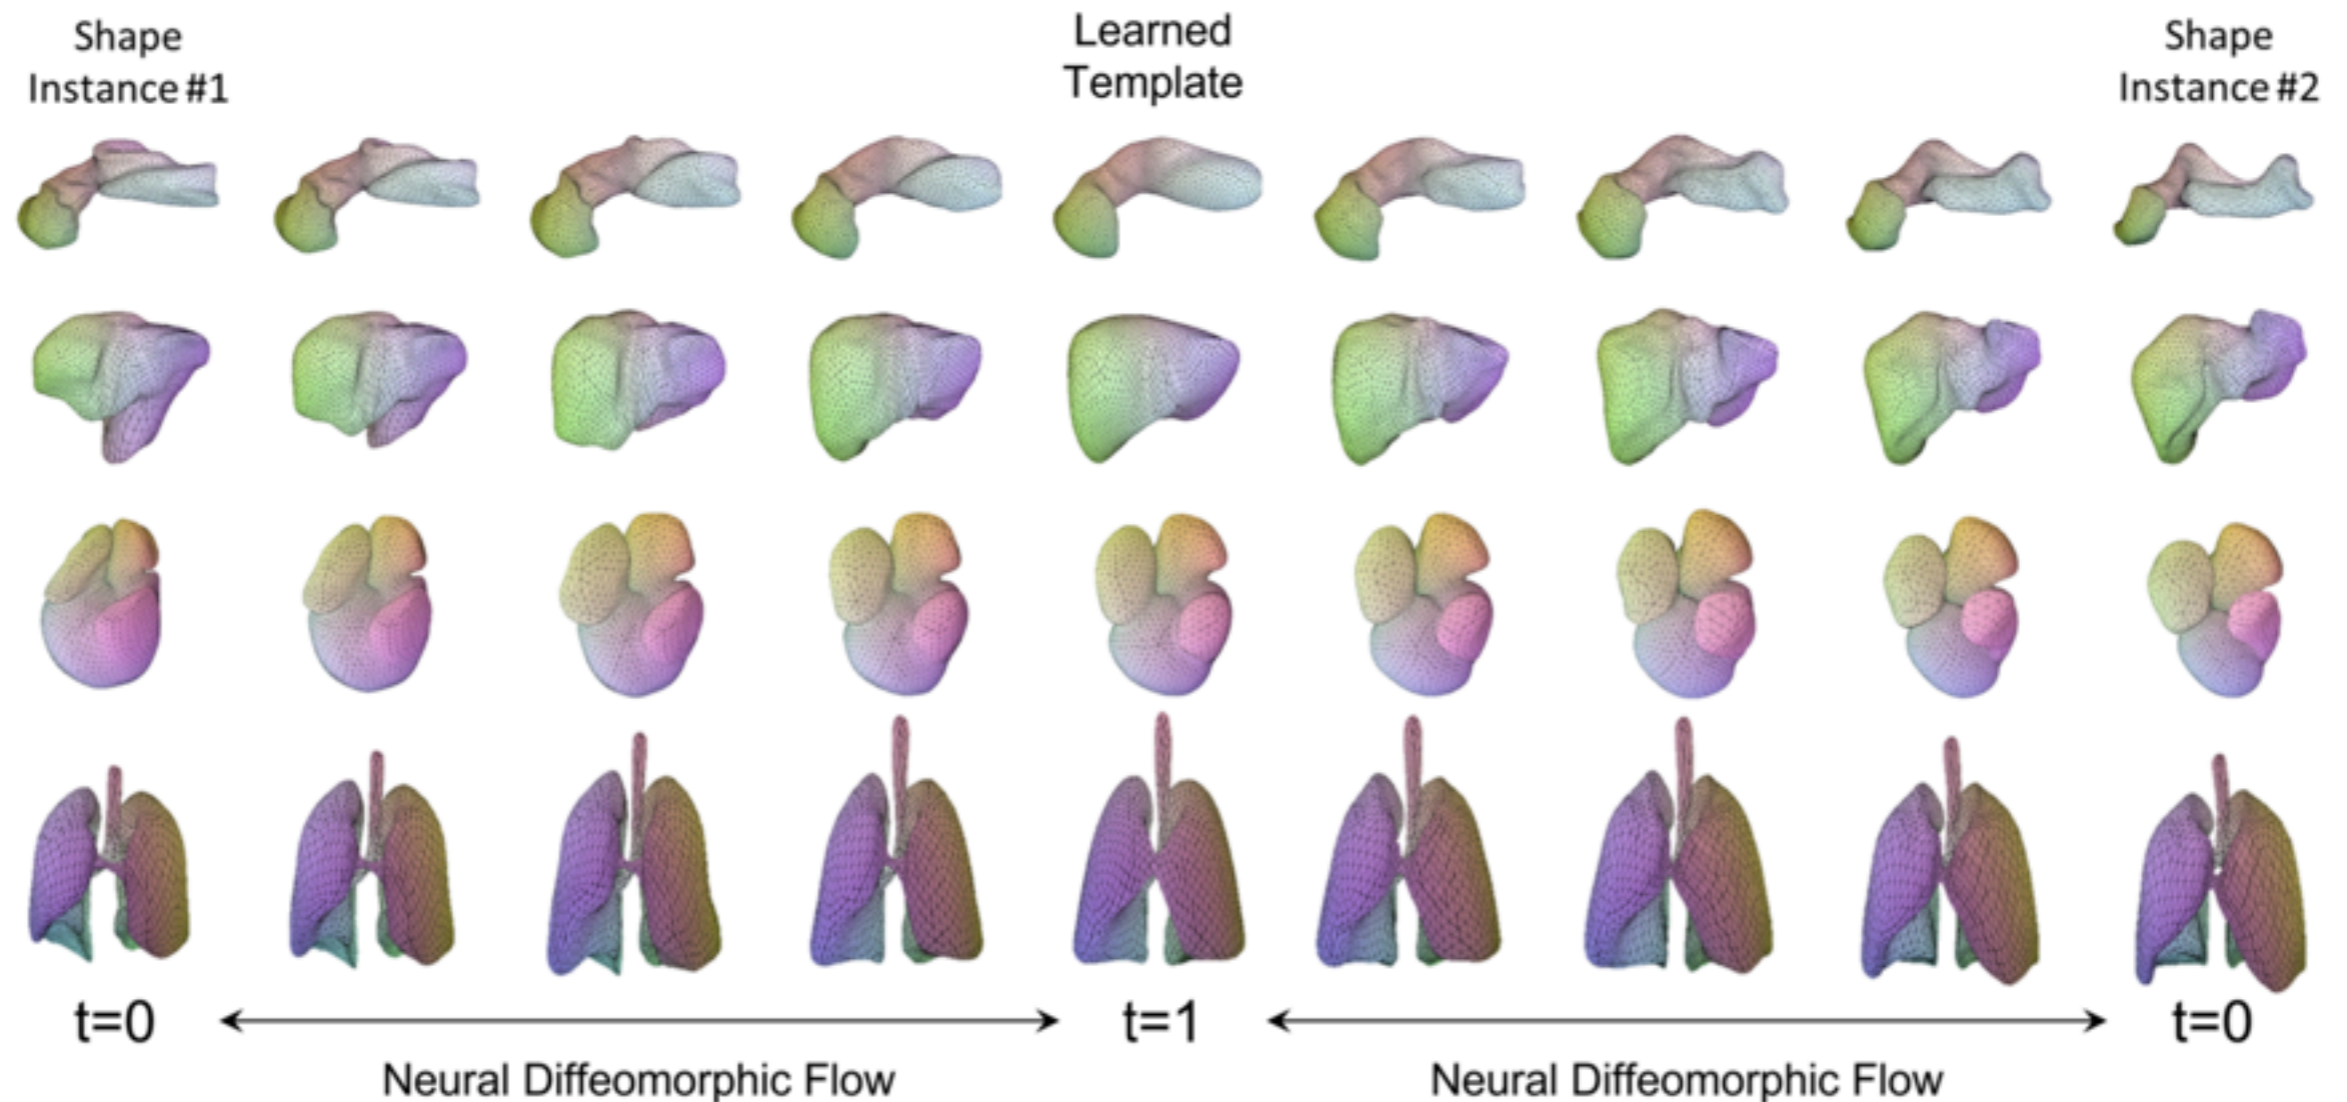 Shape
Instance #1
Learned
Template
Shape
Instance #2
t=0
t=1
t=0
Neural Diffeomorphic Flow
Neural Diffeomorphic Flow